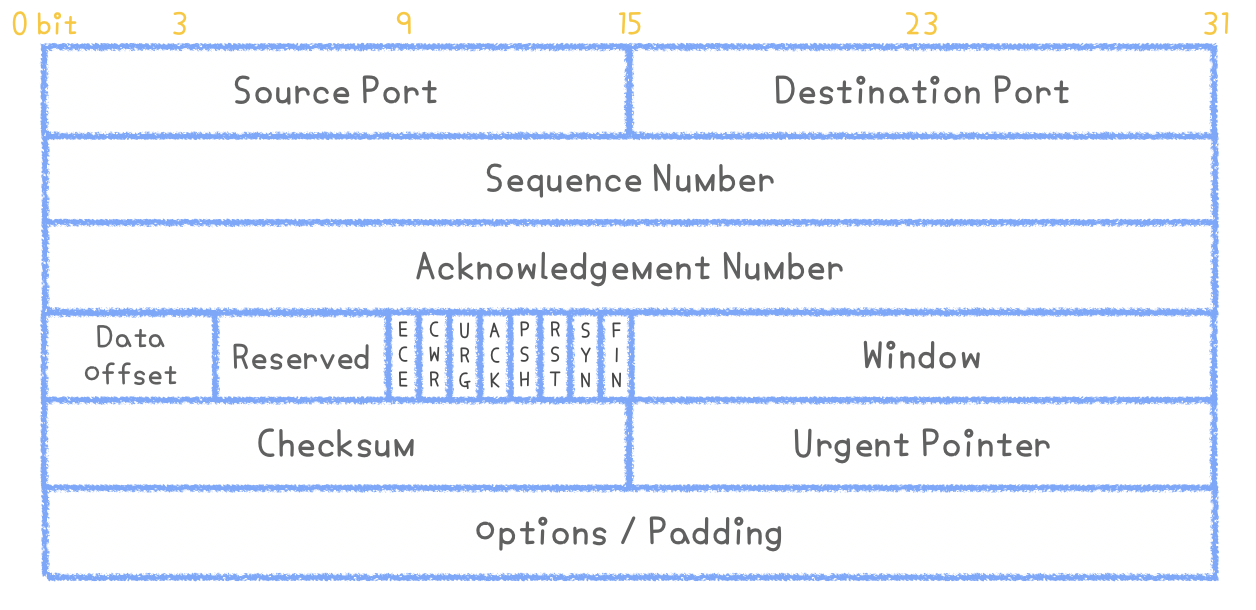 0 bit 3 9 15 23 31
Source Port Destination Port
Sequence Number
Acknowledgement Number
Data
offset
Reserved
ECE
CWR
URG
ACK
PSH
RST
SYN
FIN
Window
Checksum Urgent Pointer
Options / Padding